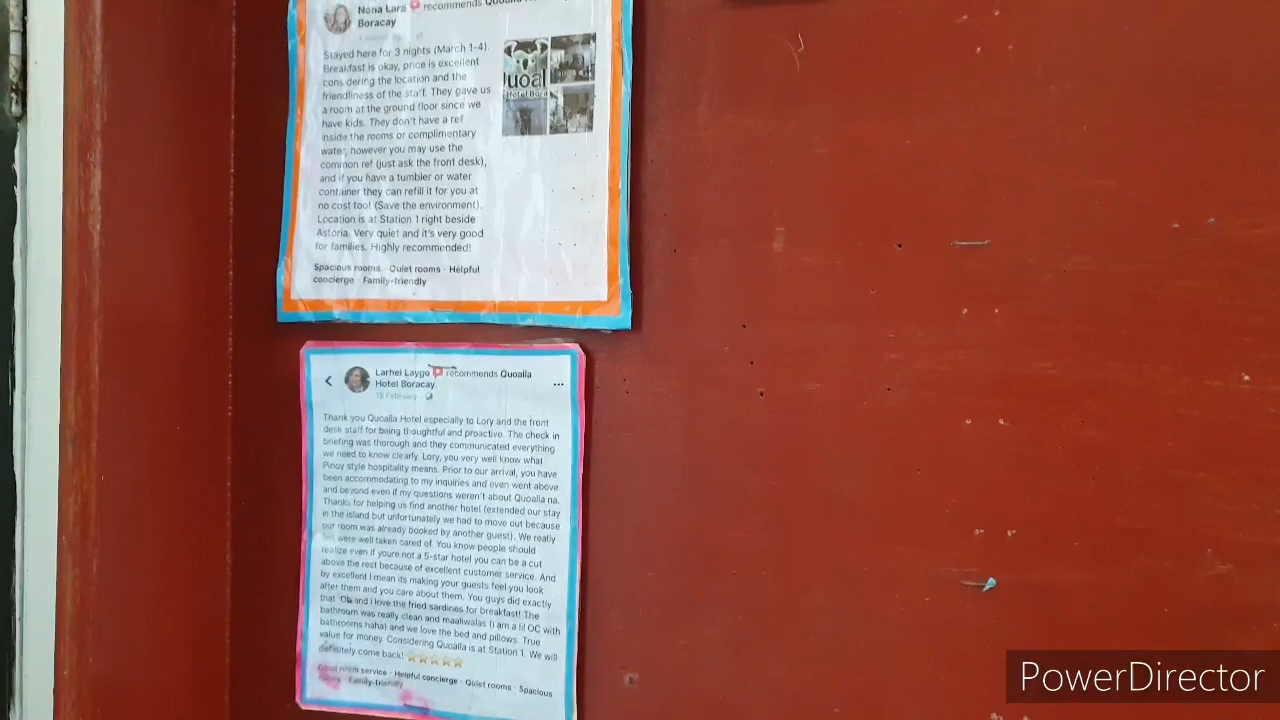 Nona Lara recommends
Boracay
Stayed here for 3 nights (March 1-4).
Breakfast is okay, price is excellent
considering the location and the
friendliness of the staff. They gave us
a room at the ground floor since we
have kids. They don't have a ref
inside the rooms or complimentary
water, however you may use the
common ref (just ask the front desk),
and if you have a tumbler or water
container they can refill it for you at
no cost too! (Save the environment).
Location is at Station 1 right beside
Astoria. Very quiet and it's very good
for families. Highly recommended!
Spacious rooms · Quiet rooms · Helpful
concierge · Family-friendly
uoal
Hotel Bora
Larhei Laygo recommends Quoalla
Hotel Boracay.
15 February
Thank you Quoalla Hotel especially to Lory and the front
desk staff for being thoughtful and proactive. The check in
briefing was thorough and they communicated everything
we need to know clearly. Lory, you very well know what
Pinoy style hospitality means. Prior to our arrival, you have
been accommodating to my inquiries and even went above
and beyond even if my questions weren't about Quoalla na.
Thanks for helping us find another hotel (extended our stay
in the island but unfortunately we had to move out because
our room was already booked by another guest). We really
were well taken cared of. You know people should
realize even if youre not a 5-star hotel you can be a cut
above the rest because of excellent customer service. And
by excellent I mean its making your guests feel you look
after them and you care about them. You guys did exactly
that. Oh and i love the fried sardines for breakfast! The
bathroom was really clean and maaliwalas (i am a lil OC with
bathrooms haha) and we love the bed and pillows. True
value for money. Considering Quoalla is at Station 1. We will
definitely come back!
Good room service · Helpful concierge · Quiet rooms · Spacious
Family-friendly
PowerDirector